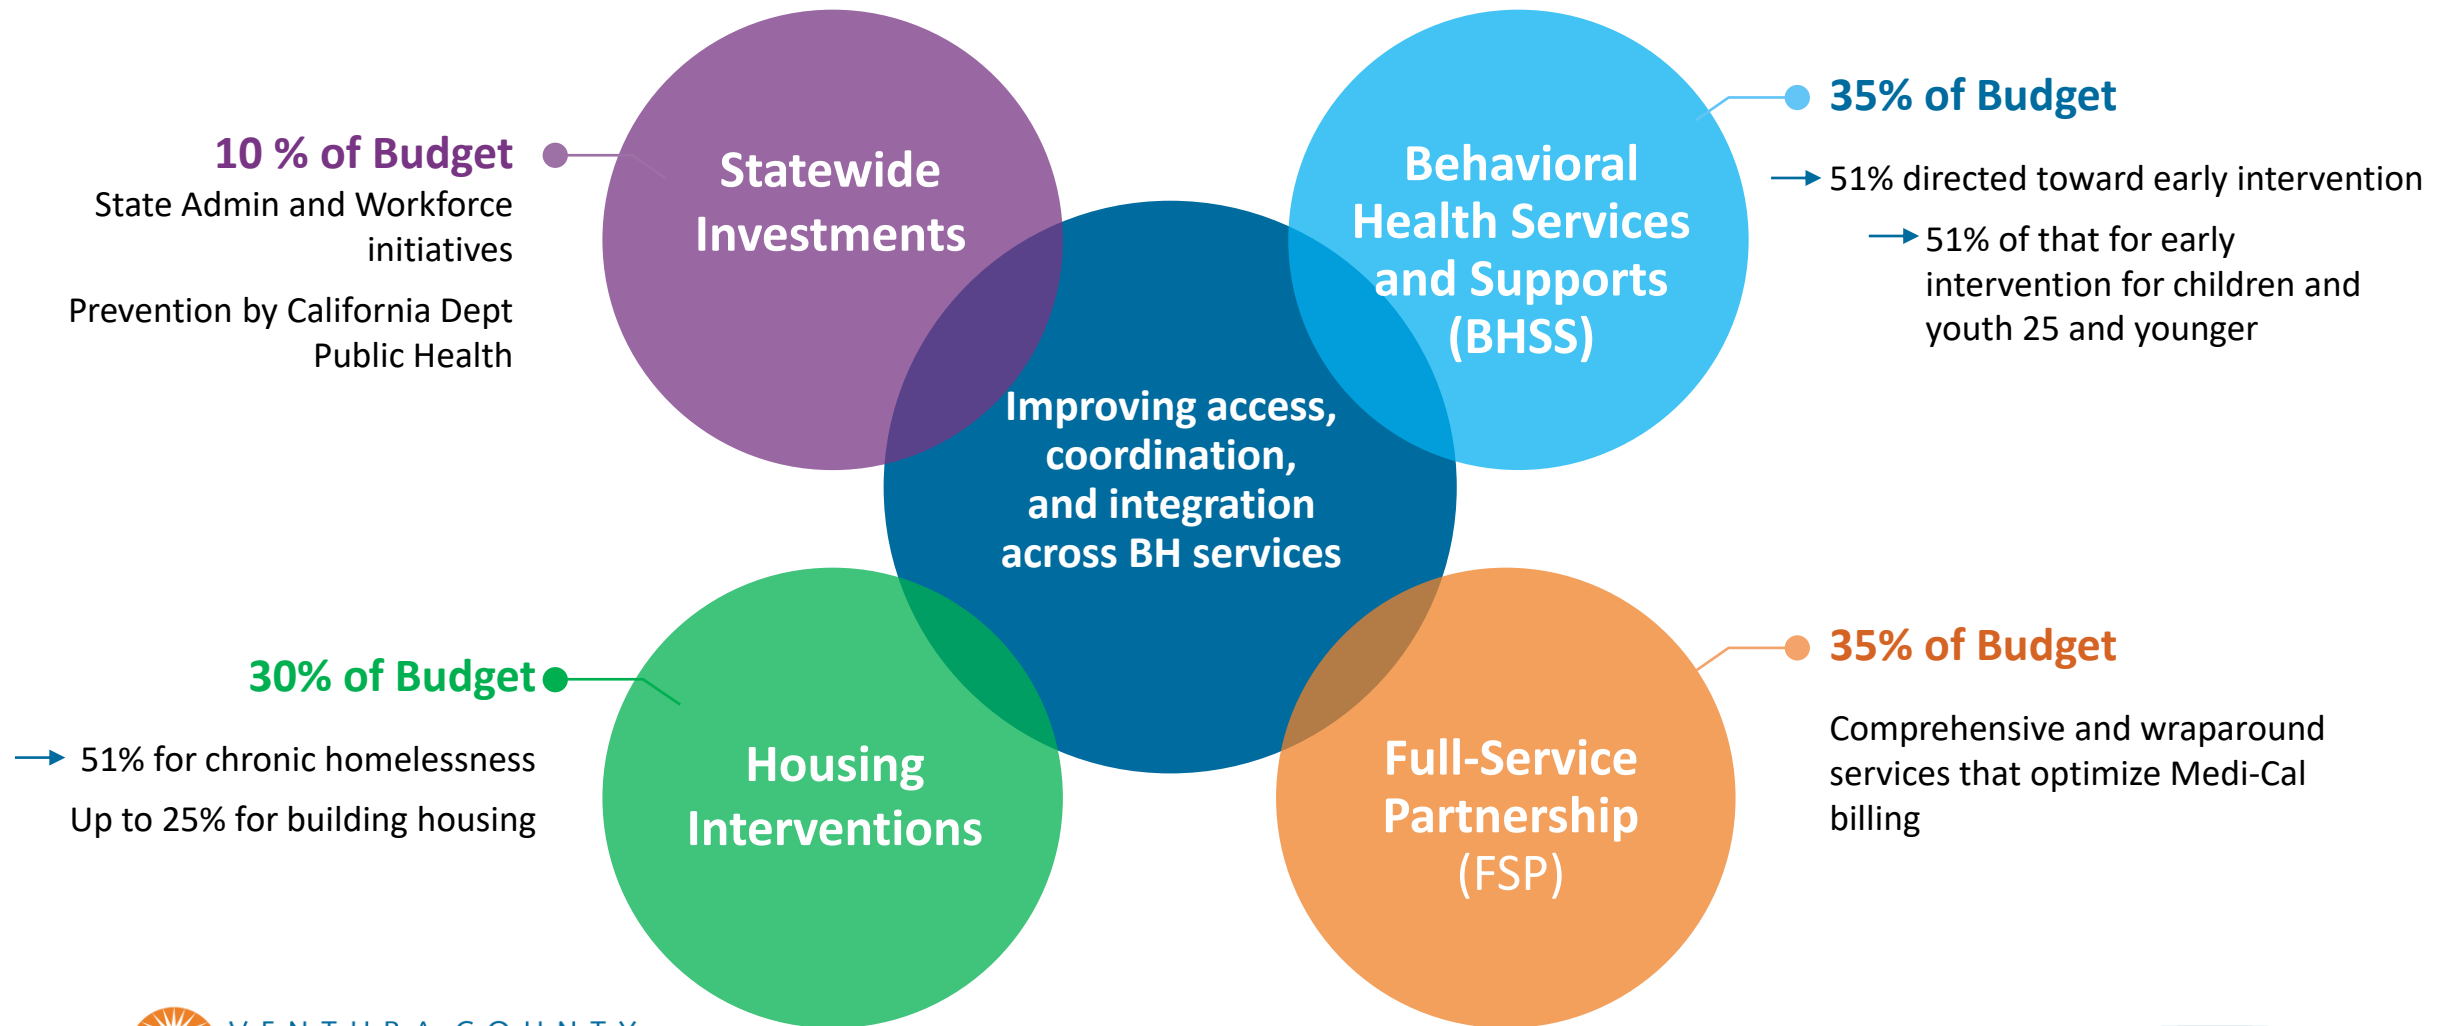 10 % of Budget
State Admin and Workforce
initiatives
Prevention by California Dept
Public Health
Statewide
Investments
Behavioral
Health Services
and Supports
(BHSS)
35% of Budget
51% directed toward early intervention
51% of that for early
intervention for children and
youth 25 and younger
Improving access,
coordination,
and integration
across BH services
30% of Budget
51% for chronic homelessness
Up to 25% for building housing
Housing
Interventions
Full-Service
Partnership
(FSP)
35% of Budget
Comprehensive and wraparound
services that optimize Medi-Cal
billing
VENTURA COUNTY